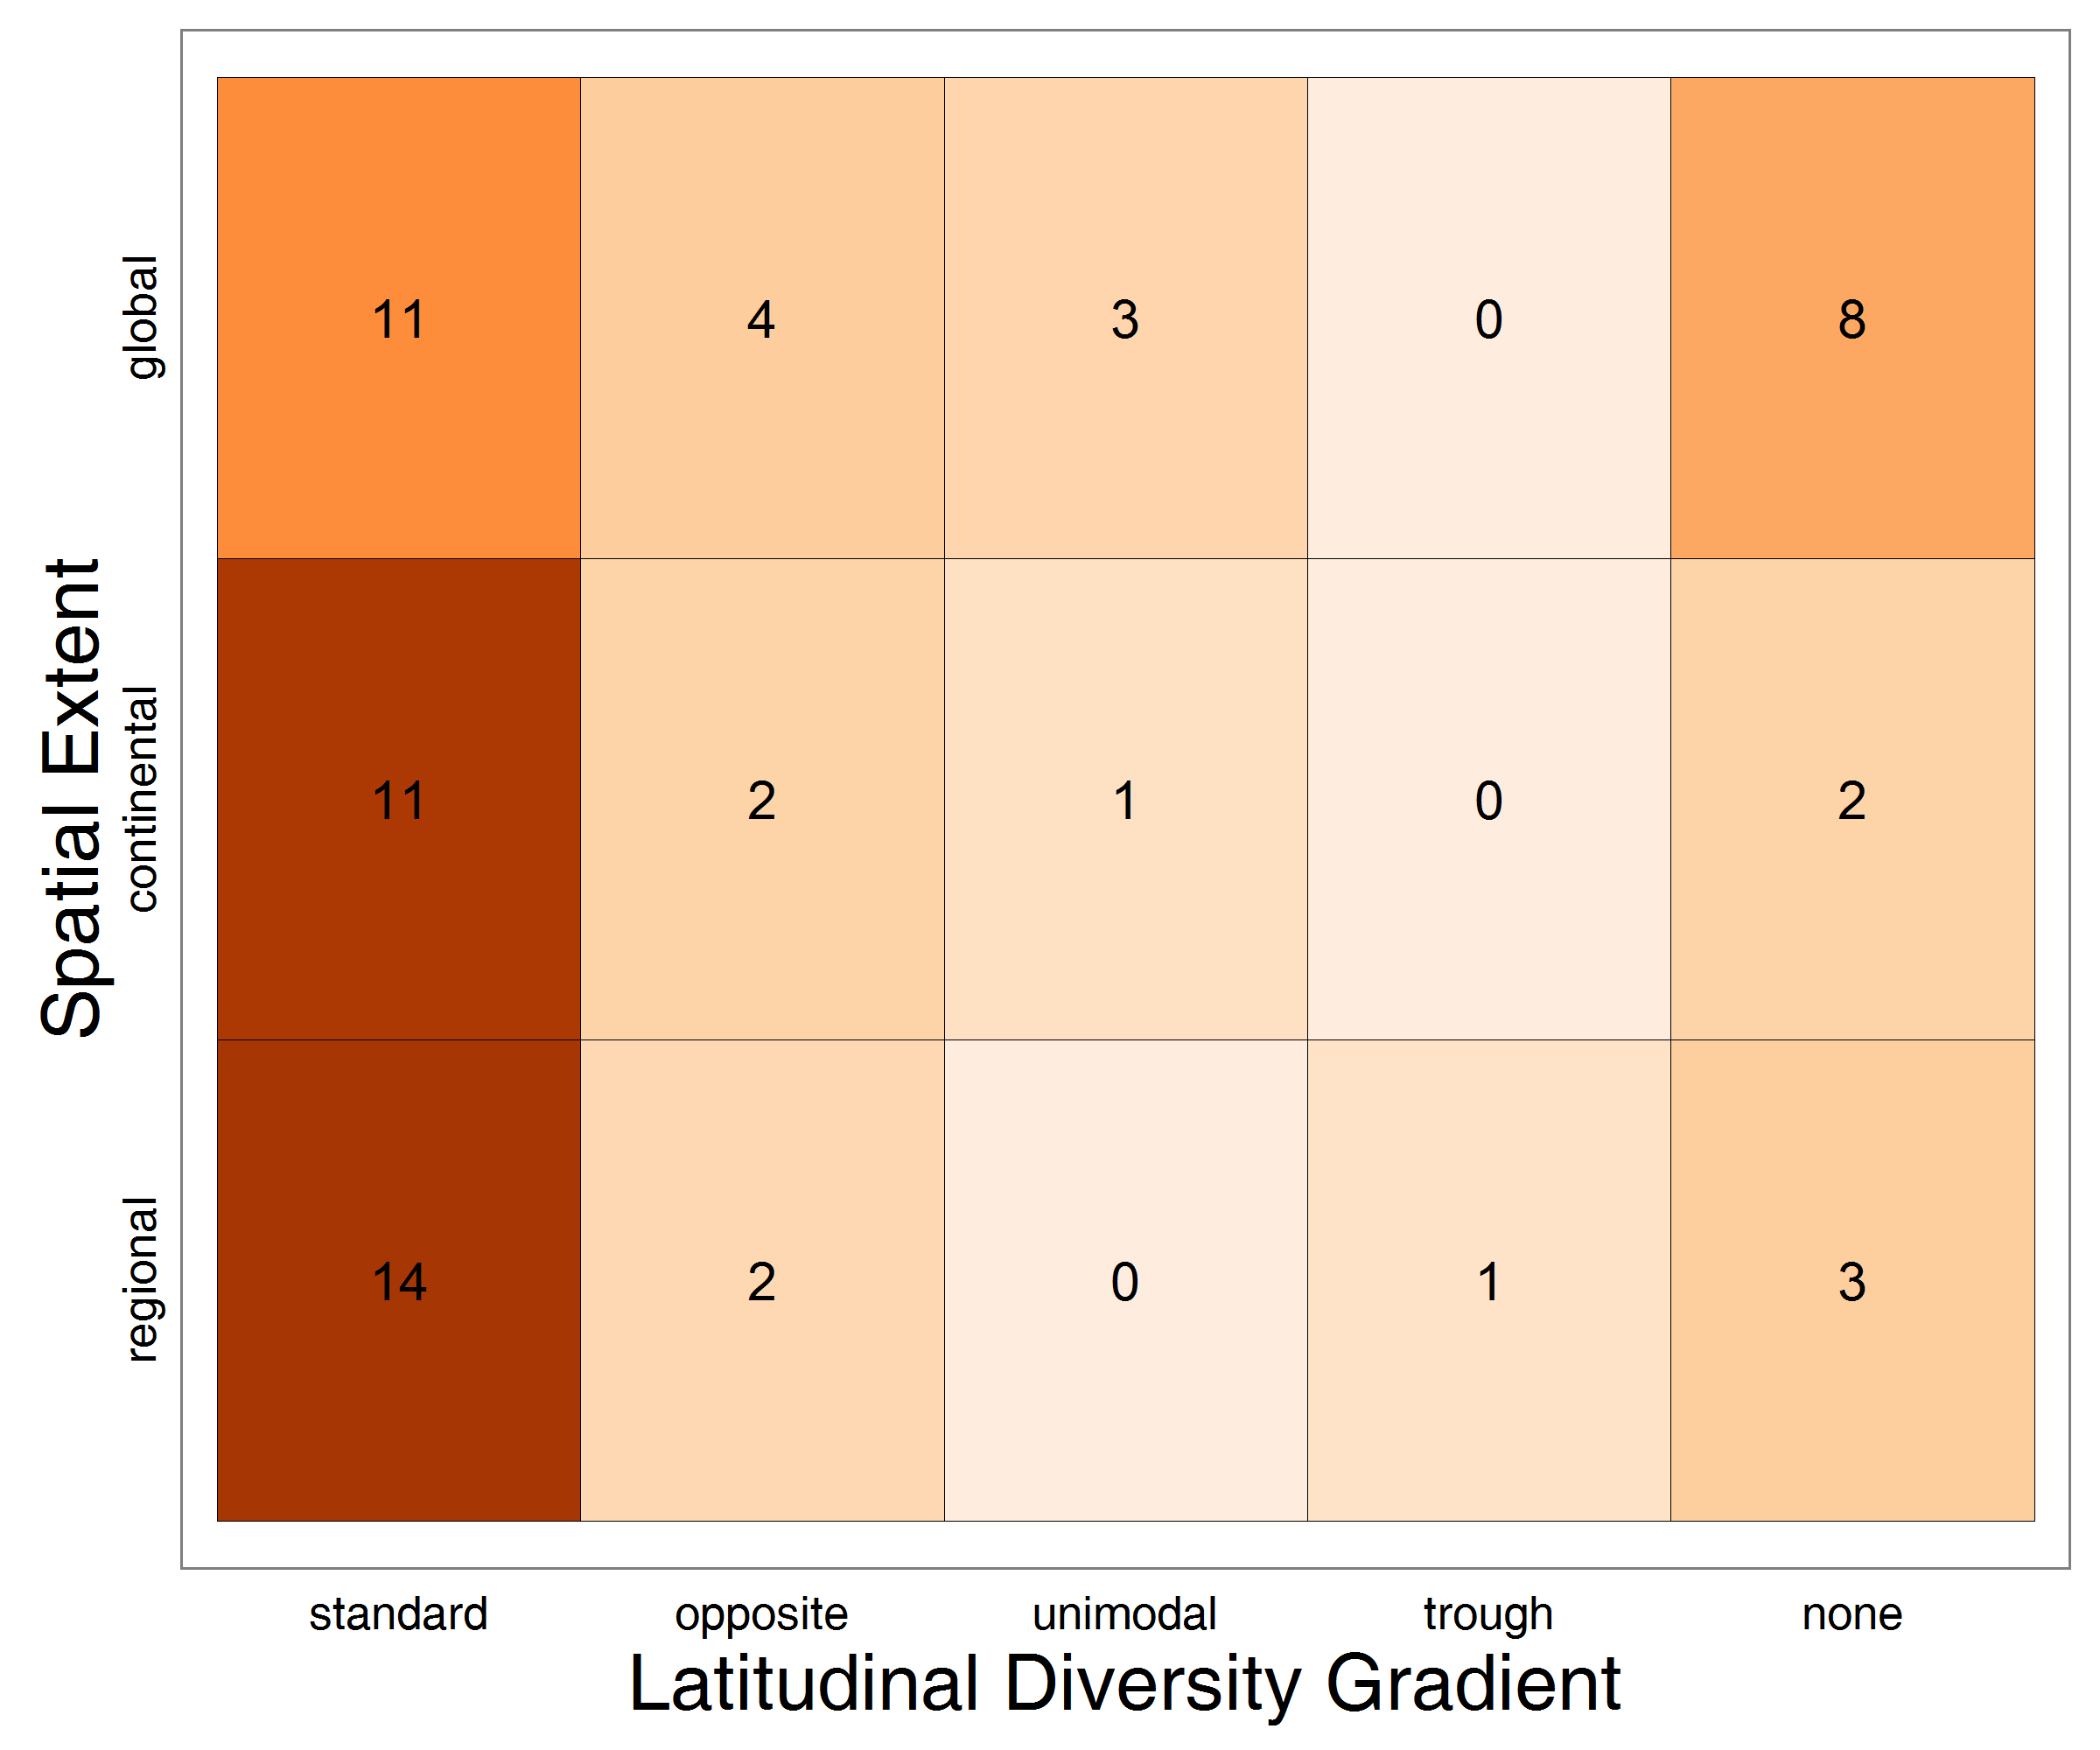 global
11 4 3 0 8
Spatial Extent
continental
11 2 1 0 2
regional
14 2 0 1 3
standard opposite unimodal trough none
Latitudinal Diversity Gradient